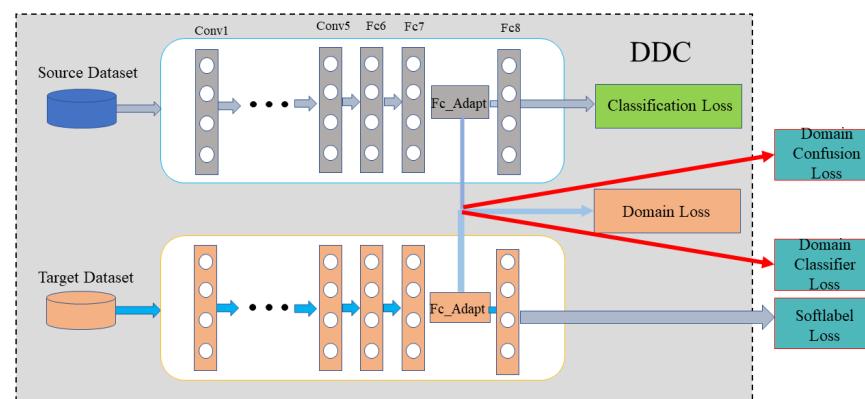 Conv1
Conv5
Fc6
Fc7
Fc8
DDC
Source Dataset
Fc_Adapt
Classification Loss
Domain
Confusion
Loss
Domain Loss
Domain
Classifier
Loss
Target Dataset
Fc_Adapt
Softlabel
Loss